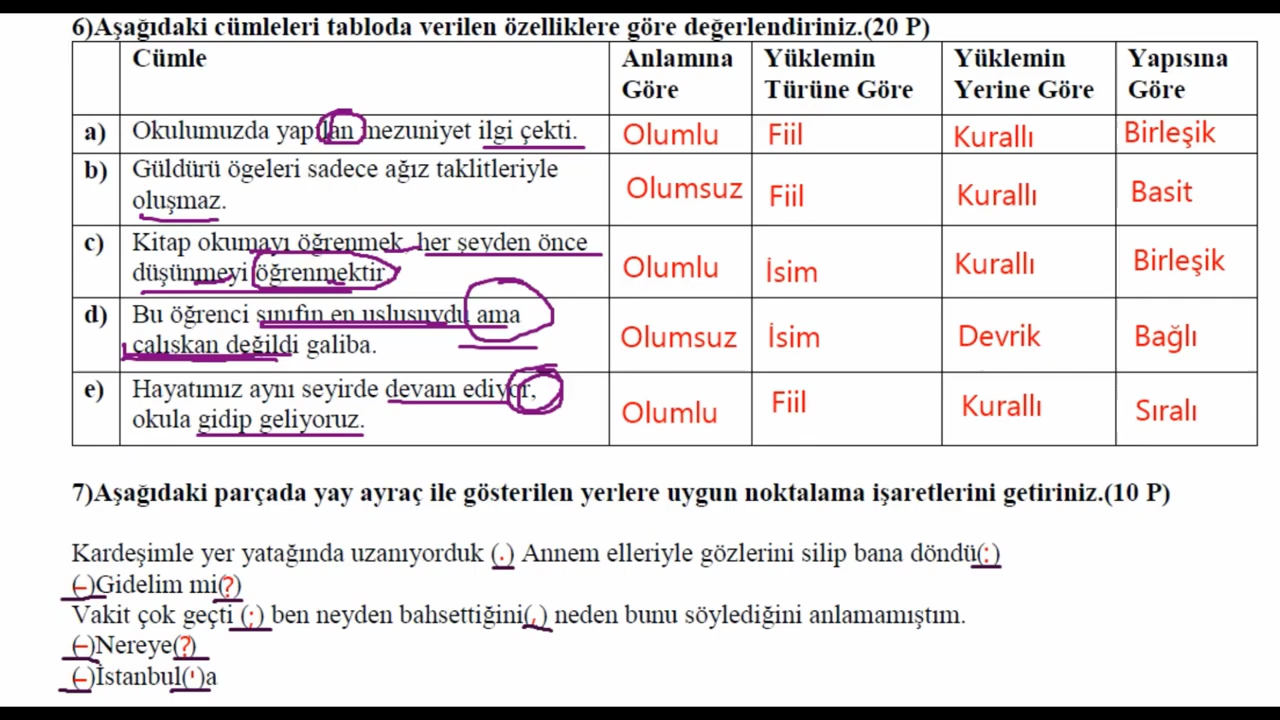 6)Aşağıdaki cümleleri tabloda verilen özelliklere göre değerlendiriniz.(20 P)
Cümle
Anlamına Göre
Yüklemin Türüne Göre
Yüklemin Yerine Göre
Yapısına Göre
a) Okulumuzda yapılan mezuniyet ilgi çekti. Olumlu Fiil Kurallı Birleşik
b) Güldürü ögeleri sadece ağız taklitleriyle
oluşmaz. Olumsuz Fiil Kurallı Basit
c) Kitap okumayı öğrenmek, her şeyden önce
düşünmeyi öğrenmektir. Olumlu İsim Kurallı Birleşik
d) Bu öğrenci sınıfın en uslusuydu ama
çalışkan değildi galiba. Olumsuz İsim Devrik Bağlı
e) Hayatımız aynı seyirde devam ediyor,
okula gidip geliyoruz. Olumlu Fiil Kurallı Sıralı
7)Aşağıdaki parçada yay ayraç ile gösterilen yerlere uygun noktalama işaretlerini getiriniz.(10 P)
Kardeşimle yer yatağında uzanıyorduk (.) Annem elleriyle gözlerini silip bana döndü(:)
(–)Gidelim mi(?)
Vakit çok geçti (;) ben neyden bahsettiğini(,) neden bunu söylediğini anlamamıştım.
(–)Nereye(?)
(–)İstanbul(')a